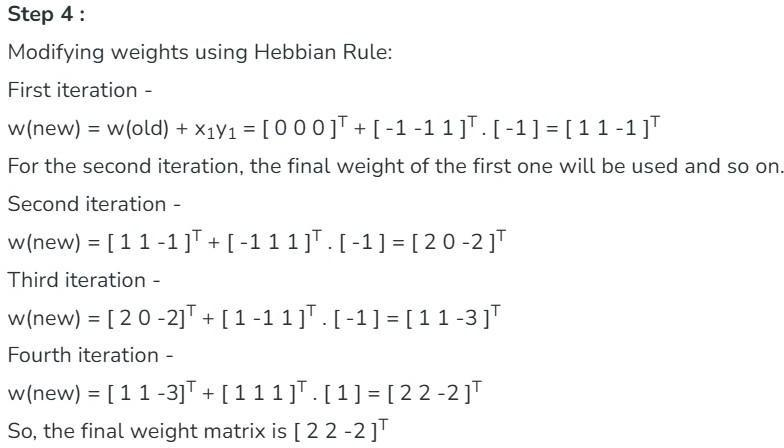 Step 4 :
Modifying weights using Hebbian Rule:
First iteration -
w(new) = w(old) + x₁y₁ = [ 0 0 0 ]ᵀ + [ -1 -1 1 ]ᵀ . [ -1 ] = [ 1 1 -1 ]ᵀ
For the second iteration, the final weight of the first one will be used and so on.
Second iteration -
w(new) = [ 1 1 -1 ]ᵀ + [ -1 1 1 ]ᵀ . [ -1 ] = [ 2 0 -2 ]ᵀ
Third iteration -
w(new) = [ 2 0 -2]ᵀ + [ 1 -1 1 ]ᵀ . [ -1 ] = [ 1 1 -3 ]ᵀ
Fourth iteration -
w(new) = [ 1 1 -3]ᵀ + [ 1 1 1 ]ᵀ . [ 1 ] = [ 2 2 -2 ]ᵀ
So, the final weight matrix is [ 2 2 -2 ]ᵀ